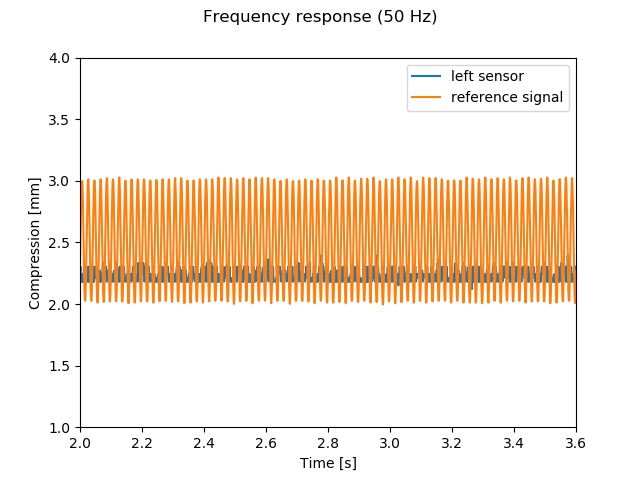 Frequency response (50 Hz)
4.0
left sensor
reference signal
3.5
3.0
2.5
2.0
1.5
1.0
Compression [mm]
2.0 2.2 2.4 2.6 2.8 3.0 3.2 3.4 3.6
Time [s]